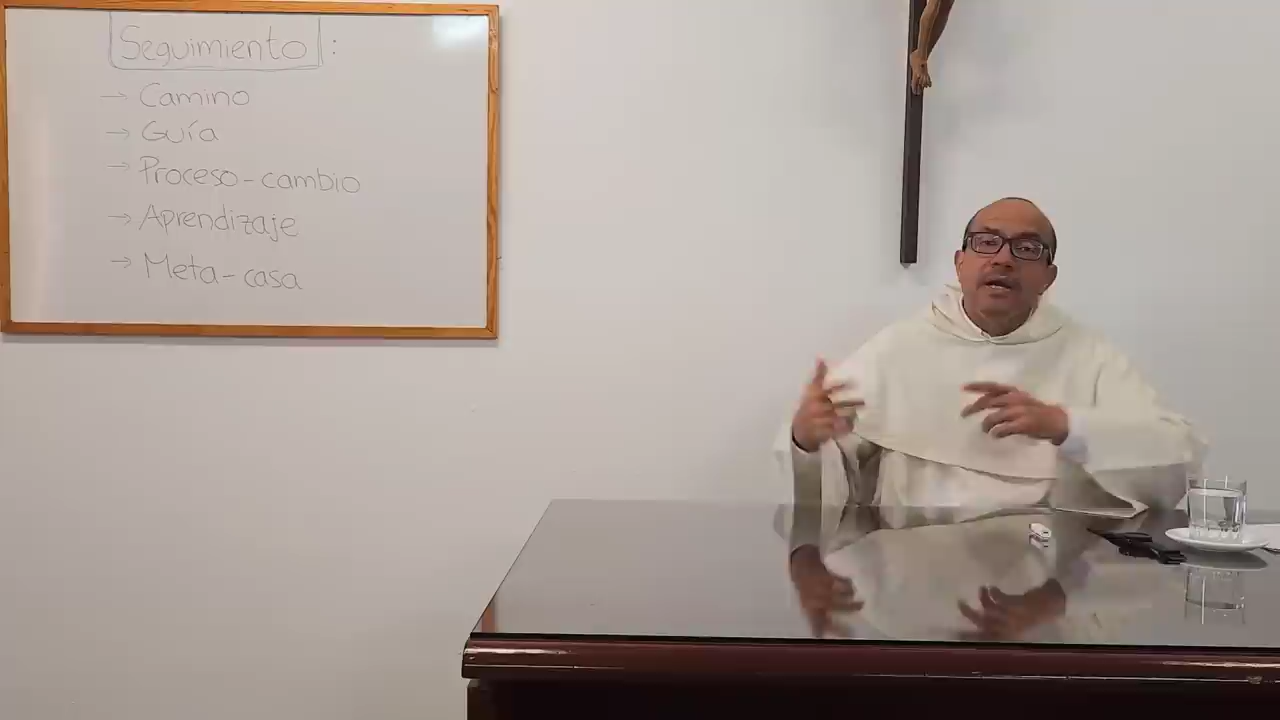 Seguimiento :
→ Camino
→ Guía
→ Proceso-cambio
→ Aprendizaje
→ Meta-casa